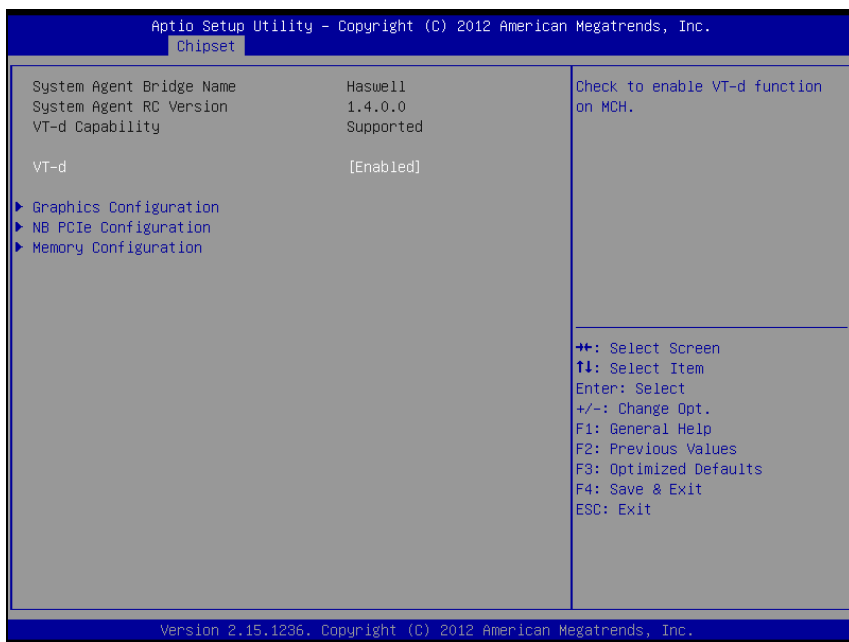 Aptio Setup Utility – Copyright (C) 2012 American Megatrends, Inc.
Chipset
System Agent Bridge Name Haswell
System Agent RC Version 1.4.0.0
VT-d Capability Supported
VT-d [Enabled]
Graphics Configuration
NB PCIe Configuration
Memory Configuration
Check to enable VT-d function
on MCH.
→←: Select Screen
↑↓: Select Item
Enter: Select
+/-: Change Opt.
F1: General Help
F2: Previous Values
F3: Optimized Defaults
F4: Save & Exit
ESC: Exit
Version 2.15.1236. Copyright (C) 2012 American Megatrends, Inc.